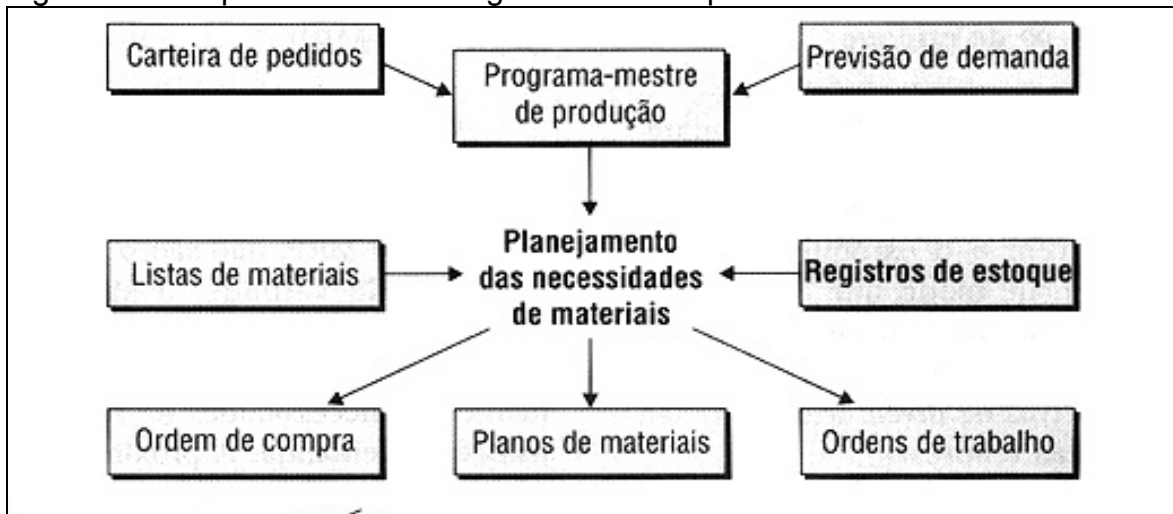 Carteira de pedidos
Programa-mestre
de produção
Previsão de demanda
Listas de materiais
Planejamento
das necessidades
de materiais
Registros de estoque
Ordem de compra
Planos de materiais
Ordens de trabalho